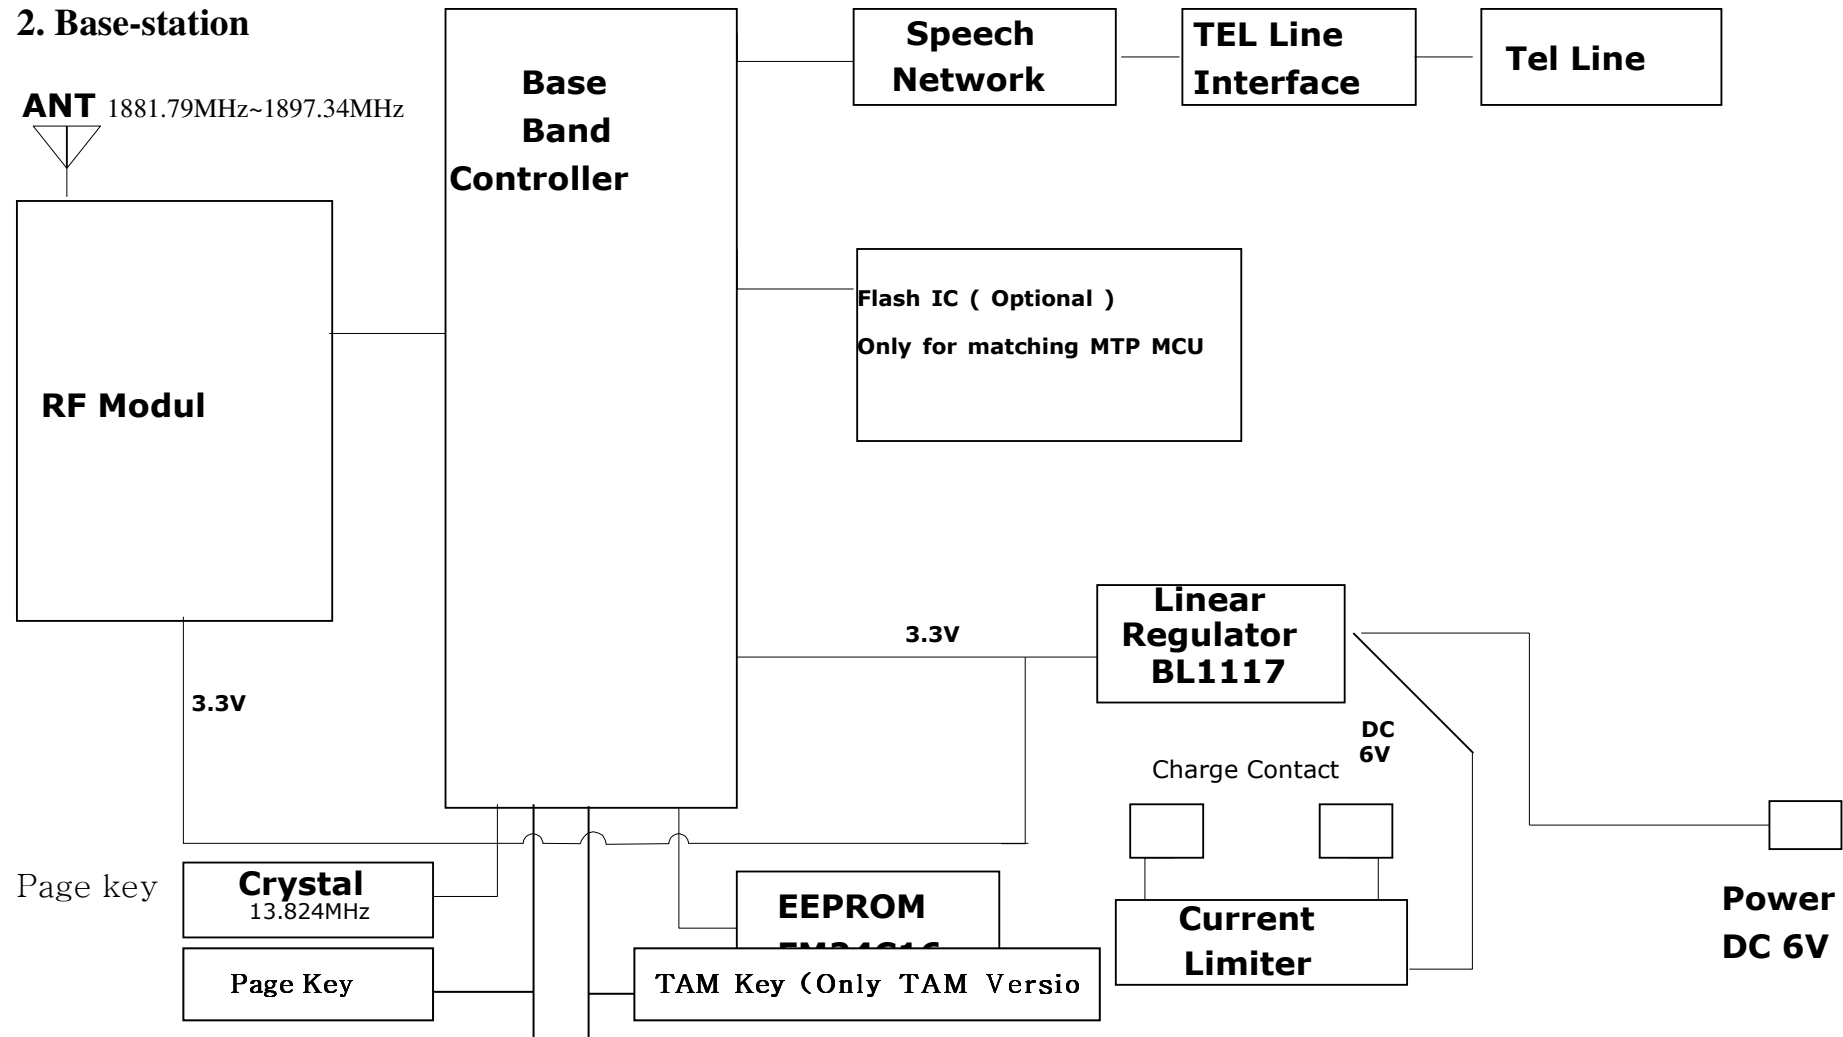 2. Base-station
ANT 1881.79MHz~1897.34MHz
Base
Band
Controller
Speech
Network
TEL Line
Interface
Tel Line
Flash IC ( Optional )
Only for matching MTP MCU
RF Modul
3.3V
3.3V
Linear
Regulator
BL1117
DC
6V
Charge Contact
Page key
Crystal
13.824MHz
EEPROM
Current
Limiter
Power
DC 6V
Page Key
TAM Key (Only TAM Versio